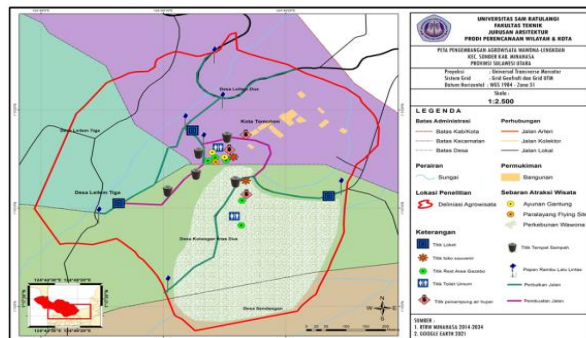 UNIVERSITAS SAM RATULANGI
FAKULTAS TEKNIK
JURUSAN ARSITEKTUR
PRODI PERENCANAAN WILAYAH & KOTA
PETA PENGEMBANGAN AGROWISATA WAWONA-LENGKOAN
KEC. SONDER KAB. MINAHASA
PROVINSI SULAWESI UTARA
Proyeksi : Universal Transverse Mercator
Sistem Grid : Grid Geografi dan Grid UTM
Datum Horizontal : WGS 1984 - Zona 51
Skala :
1:2.500
LEGENDA
Batas Administrasi
Batas Kab/Kota
Batas Kecamatan
Batas Desa
Perairan
Sungai
Lokasi Penelitian
Deliniasi Agrowisata
Perhubungan
Jalan Arteri
Jalan Kolektor
Jalan Lokal
Permukiman
Bangunan
Sebaran Atraksi Wisata
Ayunan Gantung
Paralayang Flying Site
Perkebunan Wawona
Keterangan
Titik Loket
Titik toko souvenir
Titik Rest Area Gazebo
Titik Toilet Umum
Titik penampung air hujan
Titik Tempat Sampah
Papan Rambu Lalu Lintas
Perbaikan Jalan
Pembuatan Jalan
SUMBER :
1. RTRW MINAHASA 2014-2034
2. GOOGLE EARTH 2021
Desa Leilem Dua
Kota Tomohon
Desa Leilem Tiga
Desa Leilem Tiga
Desa Kolongan Atas Dua
Desa Sendangan